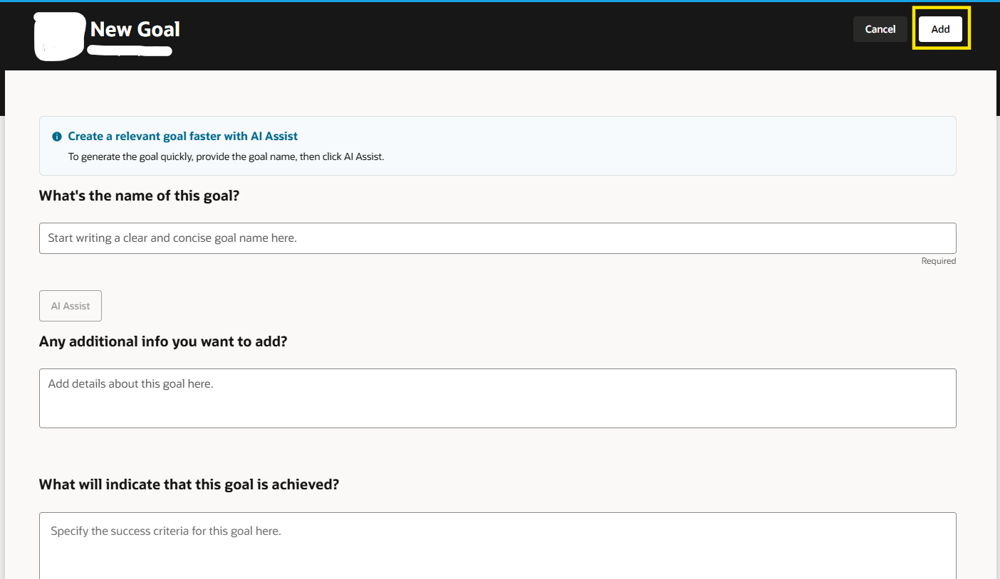 New Goal
Cancel
Add
Create a relevant goal faster with AI Assist
To generate the goal quickly, provide the goal name, then click AI Assist.
What's the name of this goal?
Start writing a clear and concise goal name here.
Required
AI Assist
Any additional info you want to add?
Add details about this goal here.
What will indicate that this goal is achieved?
Specify the success criteria for this goal here.